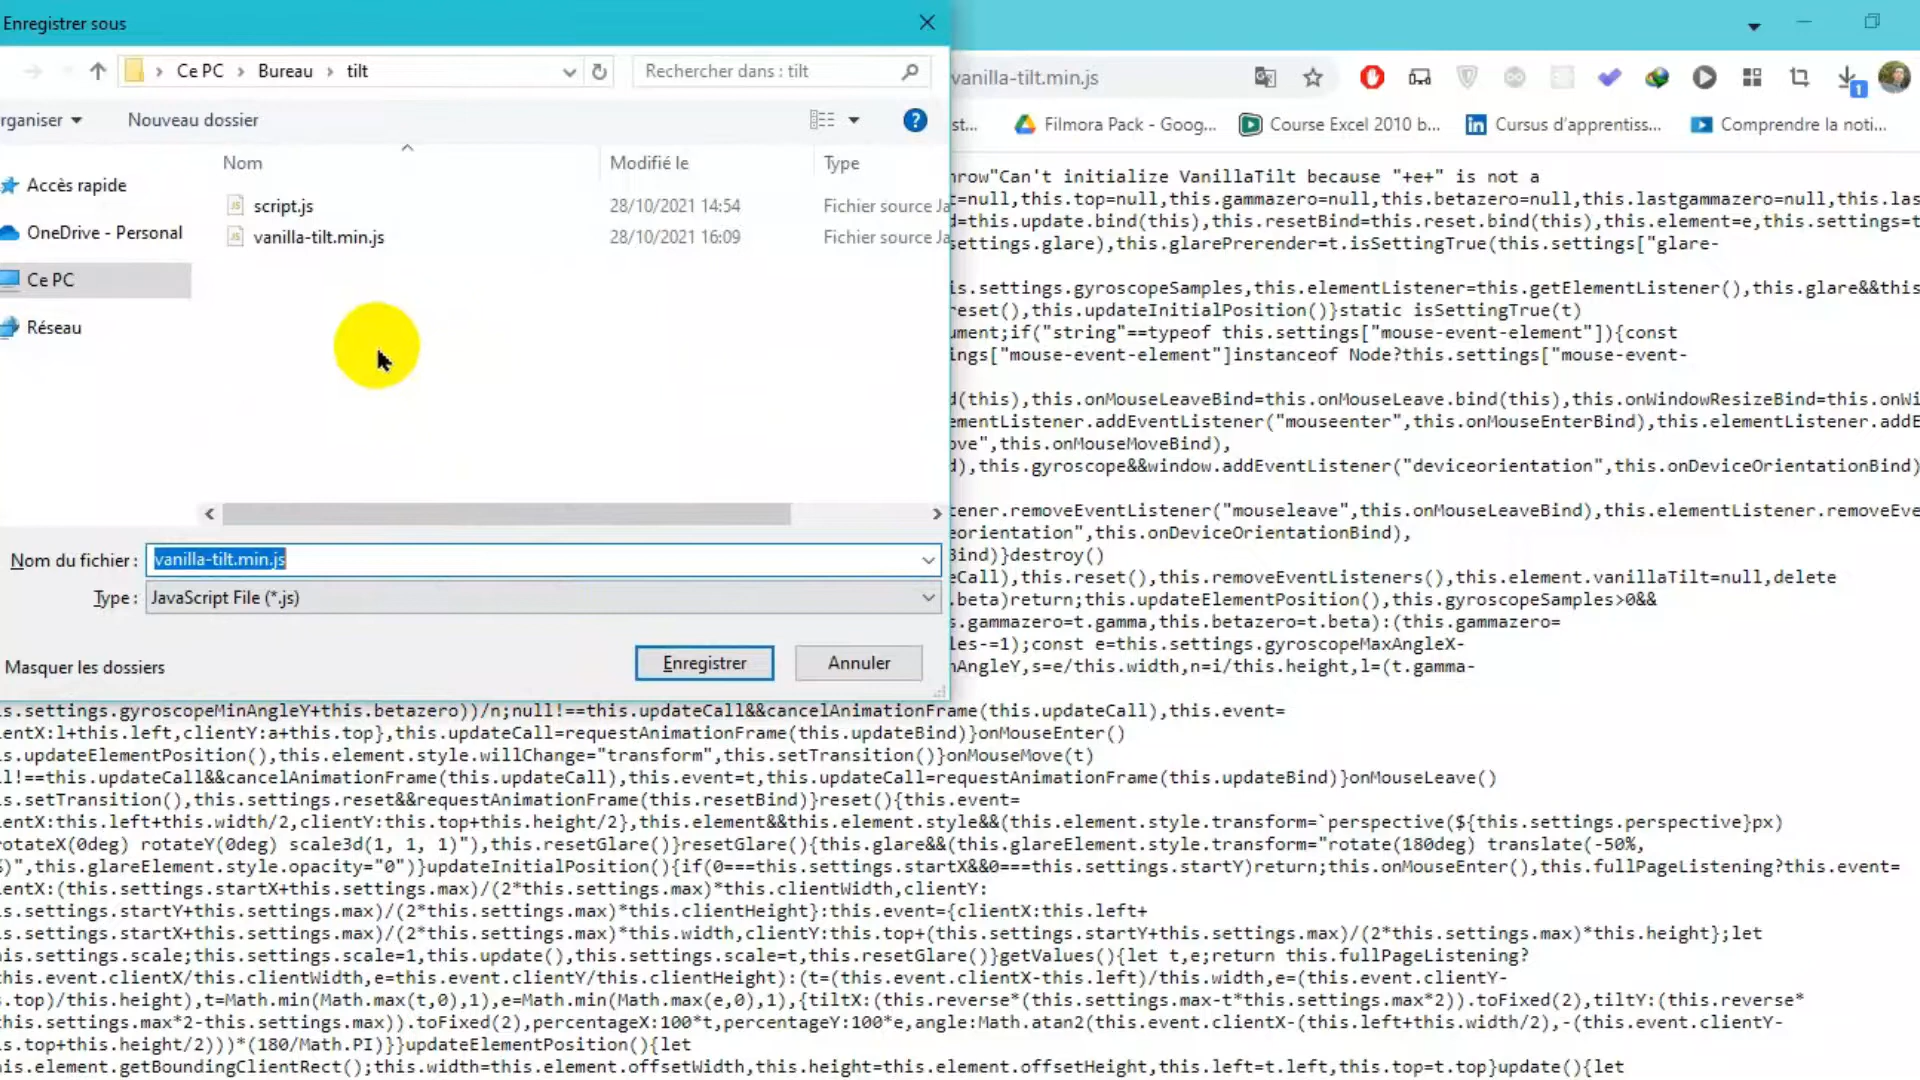 Enregistrer sous
Ce PC > Bureau > tilt
Rechercher dans : tilt
vanilla-tilt.min.js
1
rganiser
Nouveau dossier
?
st...
Filmora Pack - Goog...
Course Excel 2010 b...
Cursus d'apprentiss...
Comprendre la noti...
Nom
Modifié le
Type
Accès rapide
OneDrive - Personal
Ce PC
Réseau
script.js
28/10/2021 14:54
Fichier source Ja
vanilla-tilt.min.js
28/10/2021 16:09
Fichier source Ja
Nom du fichier :
vanilla-tilt.min.js
Type :
JavaScript File (*.js)
Masquer les dossiers
Enregistrer
Annuler
hrow"Can't initialize VanillaTilt because "+e+" is not a
t=null,this.top=null,this.gammazero=null,this.betazero=null,this.lastgammazero=null,this.las
d=this.update.bind(this),this.resetBind=this.reset.bind(this),this.element=e,this.settings=t
settings.glare),this.glarePrerender=t.isSettingTrue(this.settings["glare-
is.settings.gyroscopeSamples,this.elementListener=this.getElementListener(),this.glare&&this
reset(),this.updateInitialPosition()}static isSettingTrue(t)
ument;if("string"==typeof this.settings["mouse-event-element"]){const
ings["mouse-event-element"]instanceof Node?this.settings["mouse-event-
d(this),this.onMouseLeaveBind=this.onMouseLeave.bind(this),this.onWindowResizeBind=this.onWi
ementListener.addEventListener("mouseenter",this.onMouseEnterBind),this.elementListener.addE
ove",this.onMouseMoveBind),
d),this.gyroscope&&window.addEventListener("deviceorientation",this.onDeviceOrientationBind)
tener.removeEventListener("mouseleave",this.onMouseLeaveBind),this.elementListener.removeEve
eorientation",this.onDeviceOrientationBind),
Bind)}destroy()
eCall),this.reset(),this.removeEventListeners(),this.element.vanillaTilt=null,delete
.beta)return;this.updateElementPosition(),this.gyroscopeSamples>0&&
s.gammazero=t.gamma,this.betazero=t.beta):(this.gammazero=
les-=1);const e=this.settings.gyroscopeMaxAngleX-
nAngleY,s=e/this.width,n=i/this.height,l=(t.gamma-
s.settings.gyroscopeMinAngleY+this.betazero))/n;null!==this.updateCall&&cancelAnimationFrame(this.updateCall),this.event=
entX:l+this.left,clientY:a+this.top},this.updateCall=requestAnimationFrame(this.updateBind)}onMouseEnter()
s.updateElementPosition(),this.element.style.willChange="transform",this.setTransition()}onMouseMove(t)
l!==this.updateCall&&cancelAnimationFrame(this.updateCall),this.event=t,this.updateCall=requestAnimationFrame(this.updateBind)}onMouseLeave()
s.setTransition(),this.settings.reset&&requestAnimationFrame(this.resetBind)}reset(){this.event=
entX:this.left+this.width/2,clientY:this.top+this.height/2},this.element&&this.element.style&&(this.element.style.transform=`perspective(${this.settings.perspective}px)
rotateX(0deg) rotateY(0deg) scale3d(1, 1, 1)`),this.resetGlare()}resetGlare(){this.glare&&(this.glareElement.style.transform="rotate(180deg) translate(-50%,
%)",this.glareElement.style.opacity="0")}updateInitialPosition(){if(0===this.settings.startX&&0===this.settings.startY)return;this.onMouseEnter(),this.fullPageListening?this.event=
entX:(this.settings.startX+this.settings.max)/(2*this.settings.max)*this.clientWidth,clientY:
s.settings.startY+this.settings.max)/(2*this.settings.max)*this.clientHeight}:this.event={clientX:this.left+
s.settings.startX+this.settings.max)/(2*this.settings.max)*this.width,clientY:this.top+(this.settings.startY+this.settings.max)/(2*this.settings.max)*this.height};let
his.settings.scale;this.settings.scale=1,this.update(),this.settings.scale=t,this.resetGlare()}getValues(){let t,e;return this.fullPageListening?
this.event.clientX/this.clientWidth,e=this.event.clientY/this.clientHeight):(t=(this.event.clientX-this.left)/this.width,e=(this.event.clientY-
s.top)/this.height),t=Math.min(Math.max(t,0),1),e=Math.min(Math.max(e,0),1),{tiltX:(this.reverse*(this.settings.max-t*this.settings.max*2)).toFixed(2),tiltY:(this.reverse*
his.settings.max*2-this.settings.max)).toFixed(2),percentageX:100*t,percentageY:100*e,angle:Math.atan2(this.event.clientX-(this.left+this.width/2),-(this.event.clientY-
s.top+this.height/2)))*(180/Math.PI)}}updateElementPosition(){let
his.element.getBoundingClientRect();this.width=this.element.offsetWidth,this.height=this.element.offsetHeight,this.left=t.left,this.top=t.top}update(){let